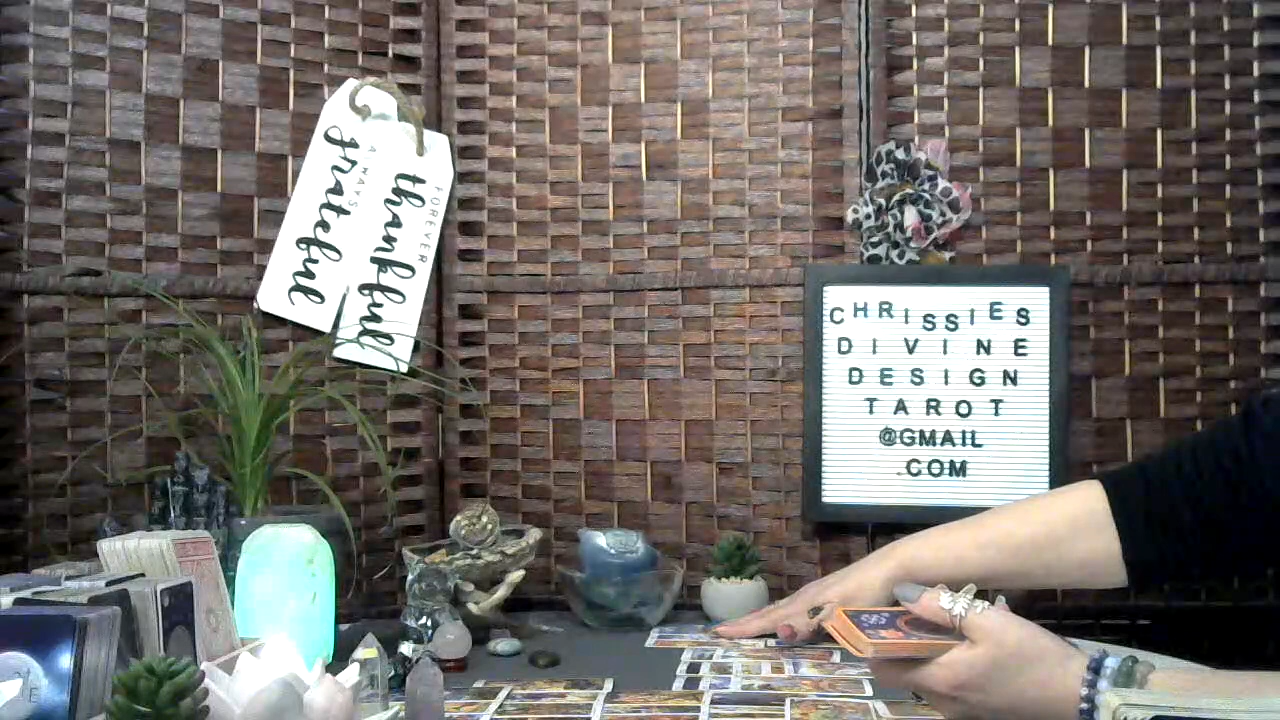 FOREVER
thankful
ALWAYS
grateful
CHRISSIES
DIVINE
DESIGN
TAROT
@GMAIL
.COM